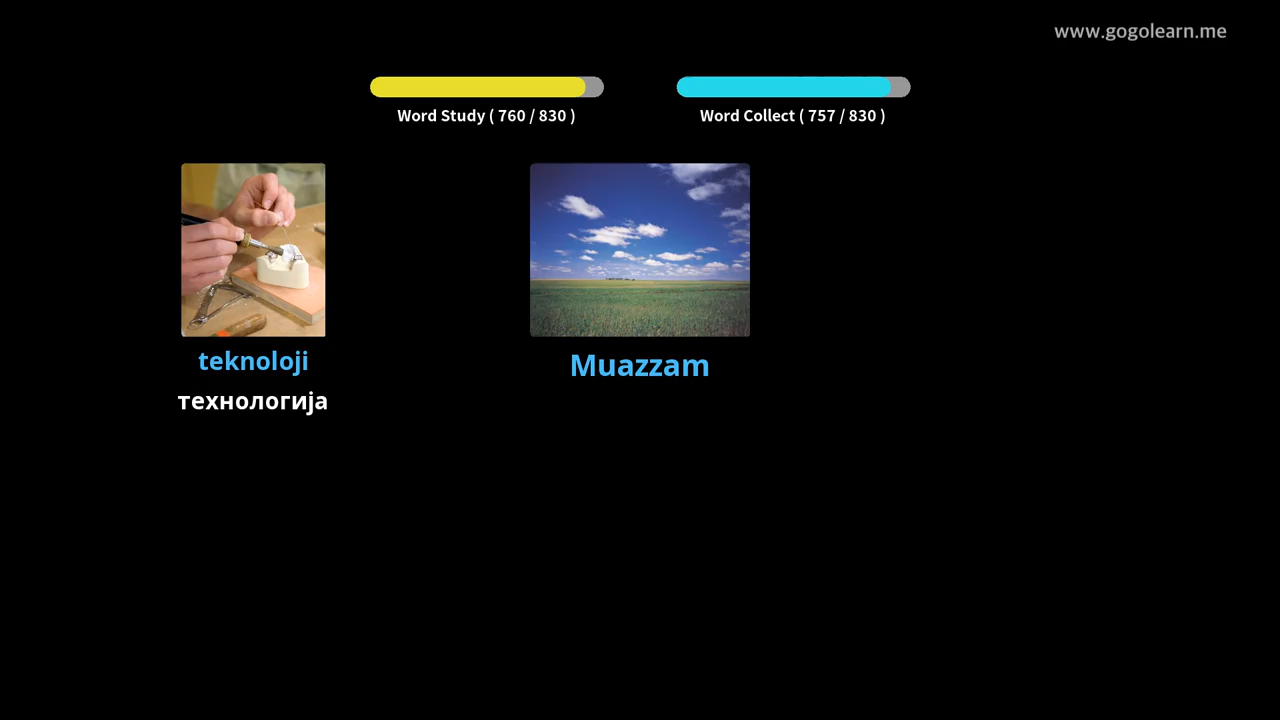 www.gogolearn.me
Word Study ( 760 / 830 )
Word Collect ( 757 / 830 )
teknoloji
технологија
Muazzam